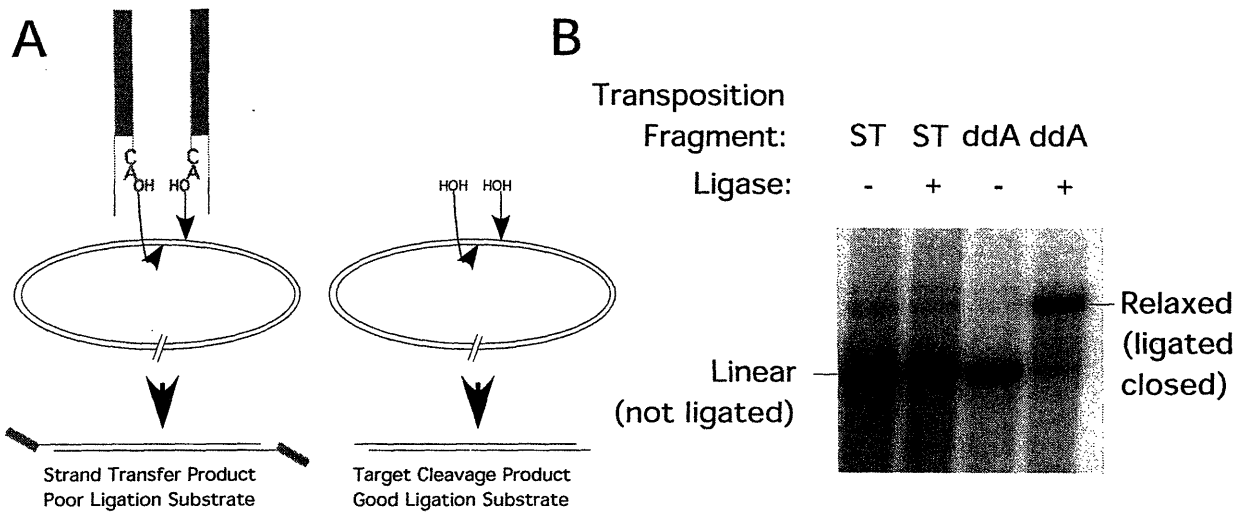 A
C
A
OH
C
A
HO
HOH HOH
Strand Transfer Product
Poor Ligation Substrate
Target Cleavage Product
Good Ligation Substrate
B
Transposition
Fragment: ST ST ddA ddA
Ligase: - + - +
Linear
(not ligated)
Relaxed
(ligated
closed)